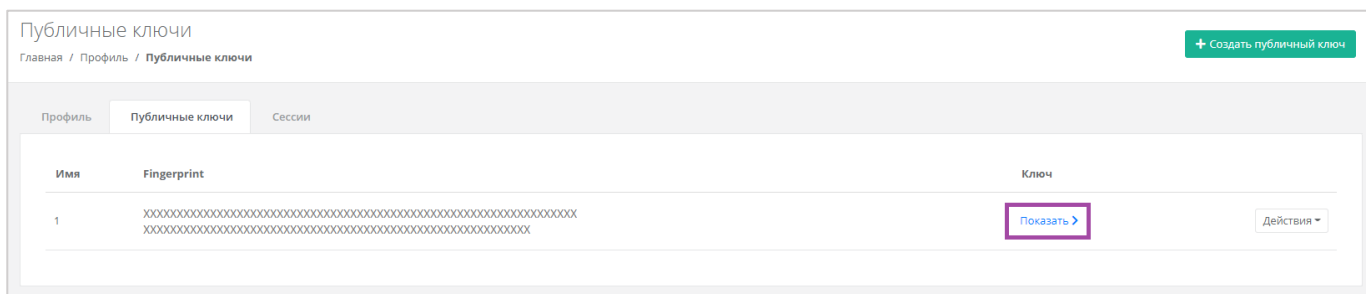 Публичные ключи
Главная / Профиль / Публичные ключи
+ Создать публичный ключ
Профиль Публичные ключи Сессии
Имя Fingerprint Ключ
1 XXXXXXXXXXXXXXXXXXXXXXXXXXXXXXXXXXXXXXXXXXXXXXXXXXXXXXXXXXXXXXXXX Показать Действия
XXXXXXXXXXXXXXXXXXXXXXXXXXXXXXXXXXXXXXXXXXXXXXXXXXXXXXXXXX